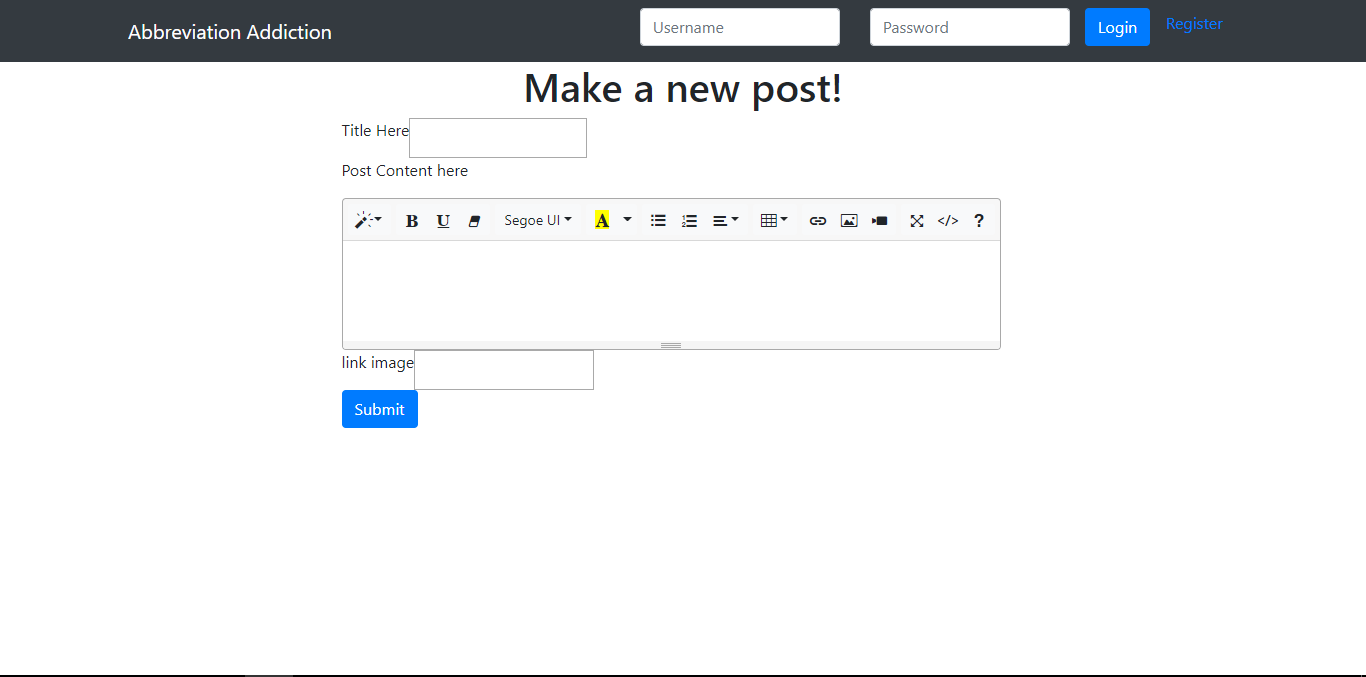 Abbreviation Addiction Username Password Login Register
Make a new post!
Title Here
Post Content here
B U Segoe UI A </> ?
link image
Submit